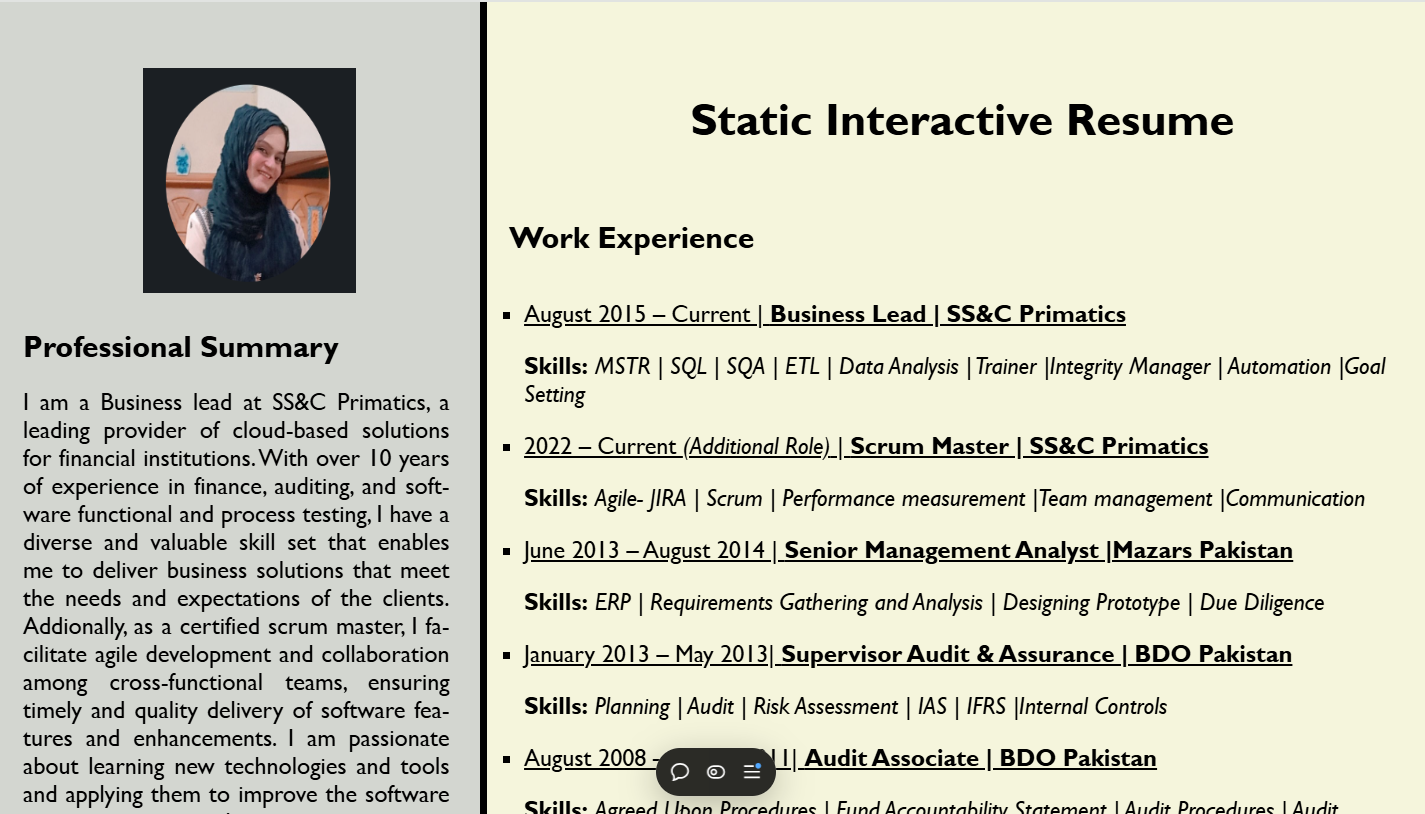 Professional Summary
I am a Business lead at SS&C Primatics, a
leading provider of cloud-based solutions
for financial institutions. With over 10 years
of experience in finance, auditing, and soft-
ware functional and process testing, I have a
diverse and valuable skill set that enables
me to deliver business solutions that meet
the needs and expectations of the clients.
Addionally, as a certified scrum master, I fa-
cilitate agile development and collaboration
among cross-functional teams, ensuring
timely and quality delivery of software fea-
tures and enhancements. I am passionate
about learning new technologies and tools
and applying them to improve the software
Static Interactive Resume
Work Experience
August 2015 – Current | Business Lead | SS&C Primatics
Skills: MSTR | SQL | SQA | ETL | Data Analysis | Trainer |Integrity Manager | Automation |Goal
Setting
2022 – Current (Additional Role) | Scrum Master | SS&C Primatics
Skills: Agile- JIRA | Scrum | Performance measurement |Team management |Communication
June 2013 – August 2014 | Senior Management Analyst |Mazars Pakistan
Skills: ERP | Requirements Gathering and Analysis | Designing Prototype | Due Diligence
January 2013 – May 2013| Supervisor Audit & Assurance | BDO Pakistan
Skills: Planning | Audit | Risk Assessment | IAS | IFRS |Internal Controls
August 2008 – 11| Audit Associate | BDO Pakistan
Skills: Agreed Upon Procedures | Fund Accountability Statement | Audit Procedures | Audit